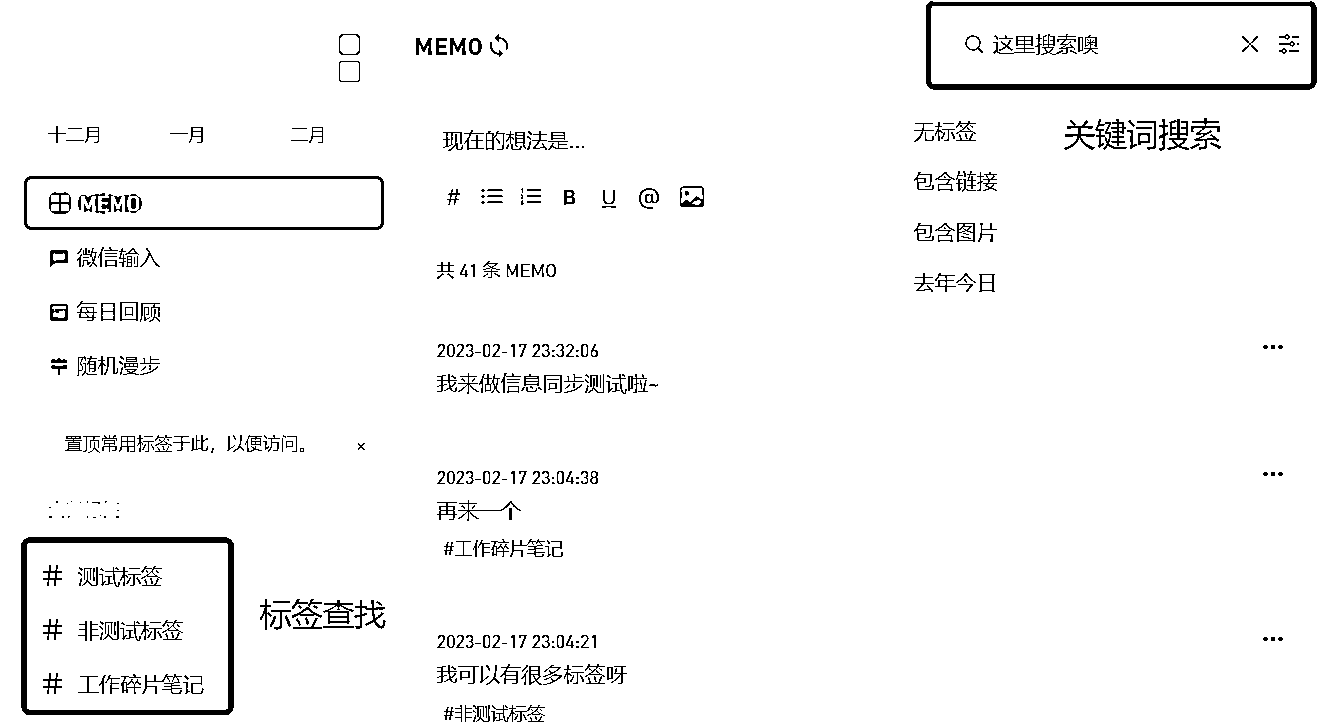 MEMO
这里搜索噢
十二月 一月 二月
MEMO
微信输入
每日回顾
随机漫步
置顶常用标签于此，以便访问。 ×
# 测试标签
# 非测试标签
# 工作碎片笔记
标签查找
现在的想法是...
# B U @
共 41 条 MEMO
2023-02-17 23:32:06
我来做信息同步测试啦~
2023-02-17 23:04:38
再来一个
#工作碎片笔记
2023-02-17 23:04:21
我可以有很多标签呀
#非测试标签
无标签
包含链接
包含图片
去年今日
关键词搜索